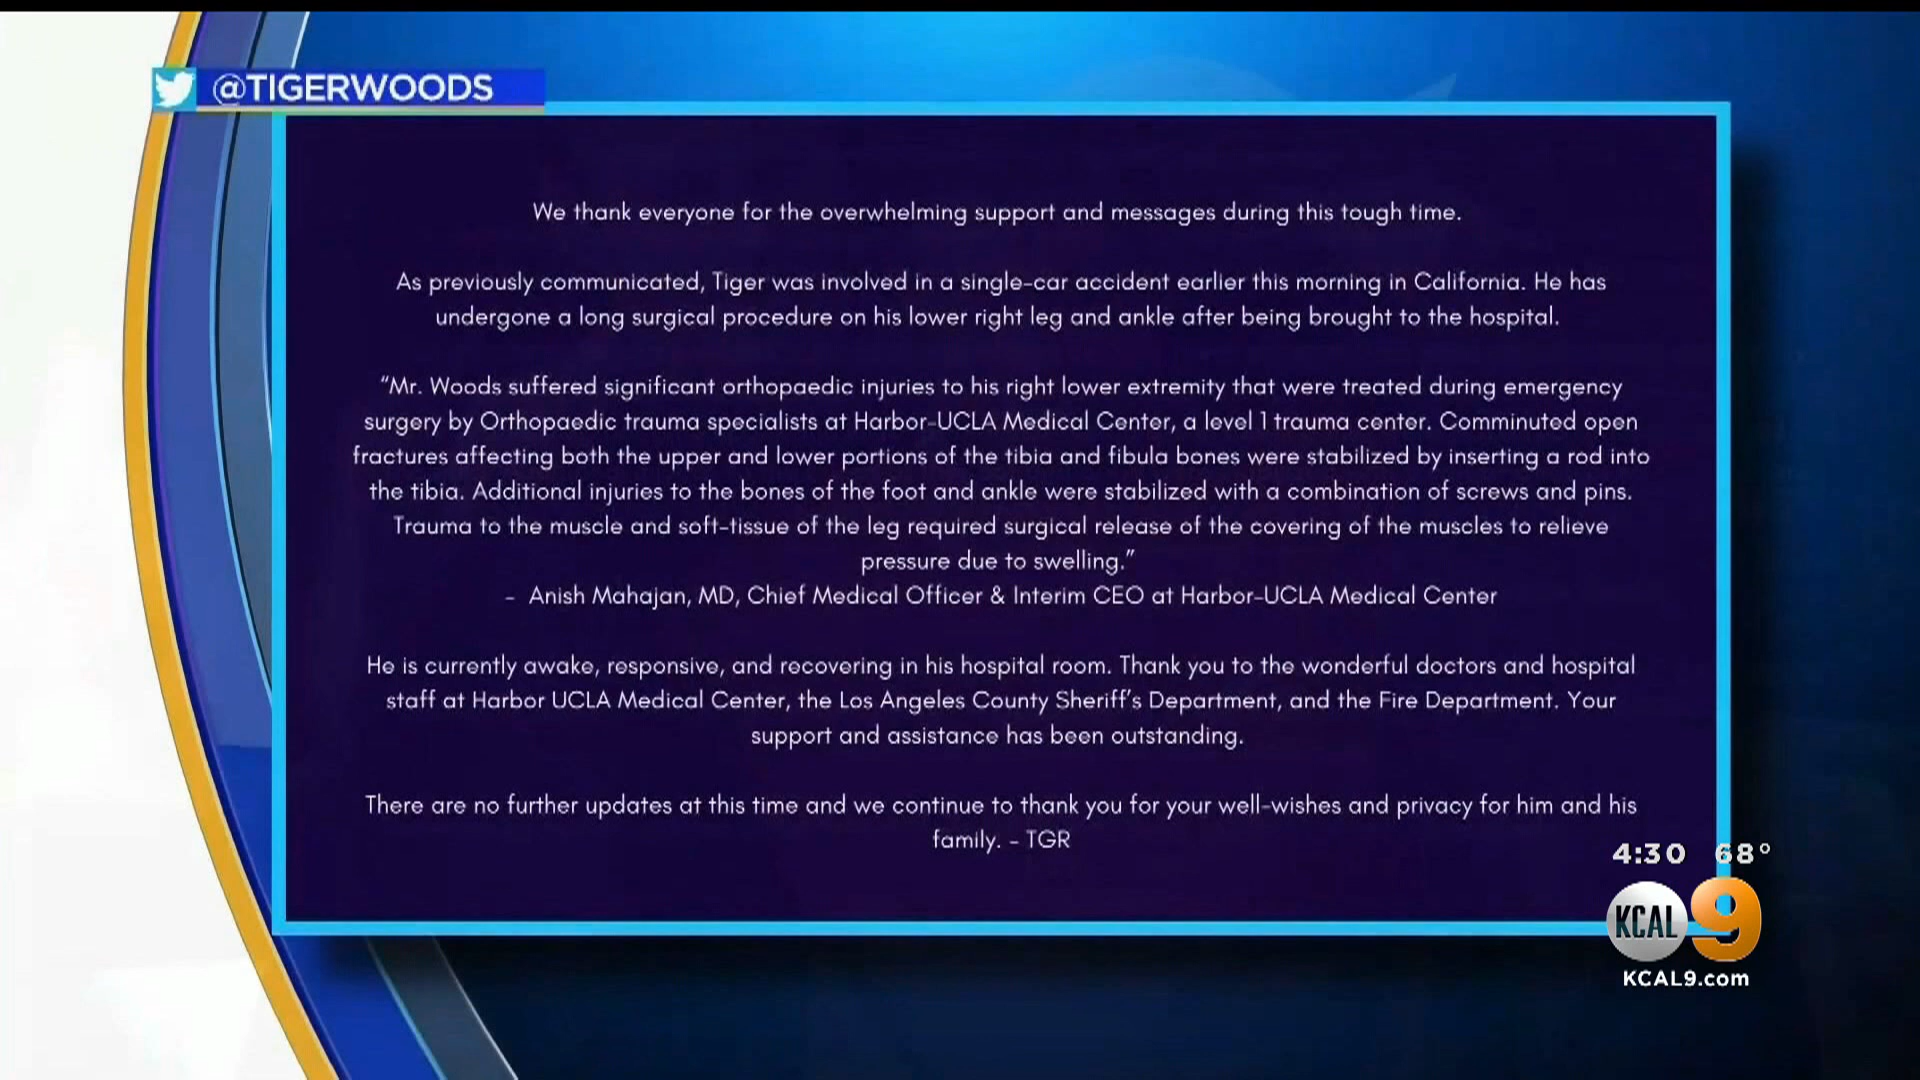 @TIGERWOODS
We thank everyone for the overwhelming support and messages during this tough time.
As previously communicated, Tiger was involved in a single-car accident earlier this morning in California. He has
undergone a long surgical procedure on his lower right leg and ankle after being brought to the hospital.
“Mr. Woods suffered significant orthopaedic injuries to his right lower extremity that were treated during emergency
surgery by Orthopaedic trauma specialists at Harbor-UCLA Medical Center, a level 1 trauma center. Comminuted open
fractures affecting both the upper and lower portions of the tibia and fibula bones were stabilized by inserting a rod into
the tibia. Additional injuries to the bones of the foot and ankle were stabilized with a combination of screws and pins.
Trauma to the muscle and soft-tissue of the leg required surgical release of the covering of the muscles to relieve
pressure due to swelling.”
- Anish Mahajan, MD, Chief Medical Officer & Interim CEO at Harbor-UCLA Medical Center
He is currently awake, responsive, and recovering in his hospital room. Thank you to the wonderful doctors and hospital
staff at Harbor UCLA Medical Center, the Los Angeles County Sheriff’s Department, and the Fire Department. Your
support and assistance has been outstanding.
There are no further updates at this time and we continue to thank you for your well-wishes and privacy for him and his
family. - TGR
4:30 68°
KCAL 9
KCAL9.com